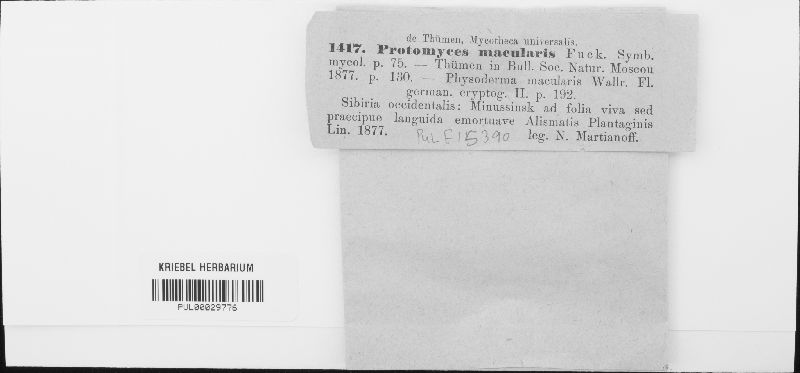 de Thümen, Mycotheca universalis.
1417. Protomyces macularis Fuck. Symb.
mycol. p. 75. — Thümen in Bull. Soc. Natur. Moscou
1877. p. 130. — Physoderma macularis Wallr. Fl.
german. cryptog. II. p. 192.
Sibiria occidentalis: Minussinsk ad folia viva sed
praecipue languida emortuave Alismatis Plantaginis
Lin. 1877. PUL F15390 leg. N. Martianoff.
KRIEBEL HERBARIUM
PUL00029776